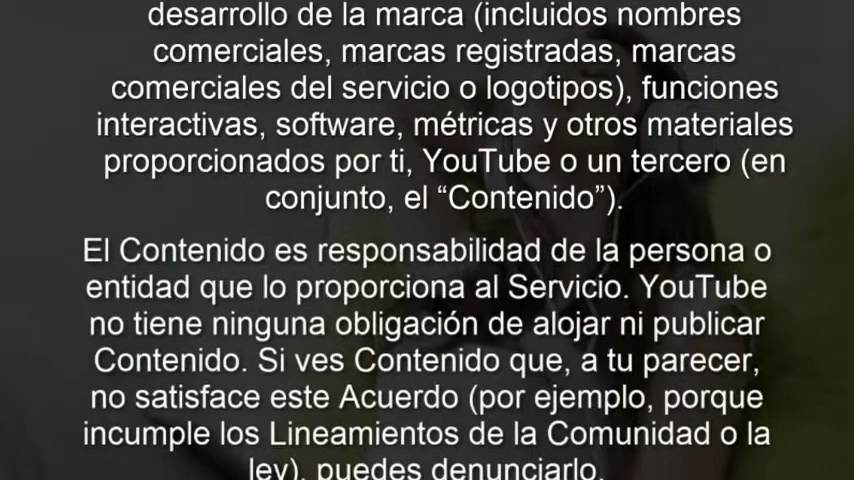 desarrollo de la marca (incluidos nombres
comerciales, marcas registradas, marcas
comerciales del servicio o logotipos), funciones
interactivas, software, métricas y otros materiales
proporcionados por ti, YouTube o un tercero (en
conjunto, el “Contenido”).
El Contenido es responsabilidad de la persona o
entidad que lo proporciona al Servicio. YouTube
no tiene ninguna obligación de alojar ni publicar
Contenido. Si ves Contenido que, a tu parecer,
no satisface este Acuerdo (por ejemplo, porque
incumple los Lineamientos de la Comunidad o la
ley), puedes denunciarlo.